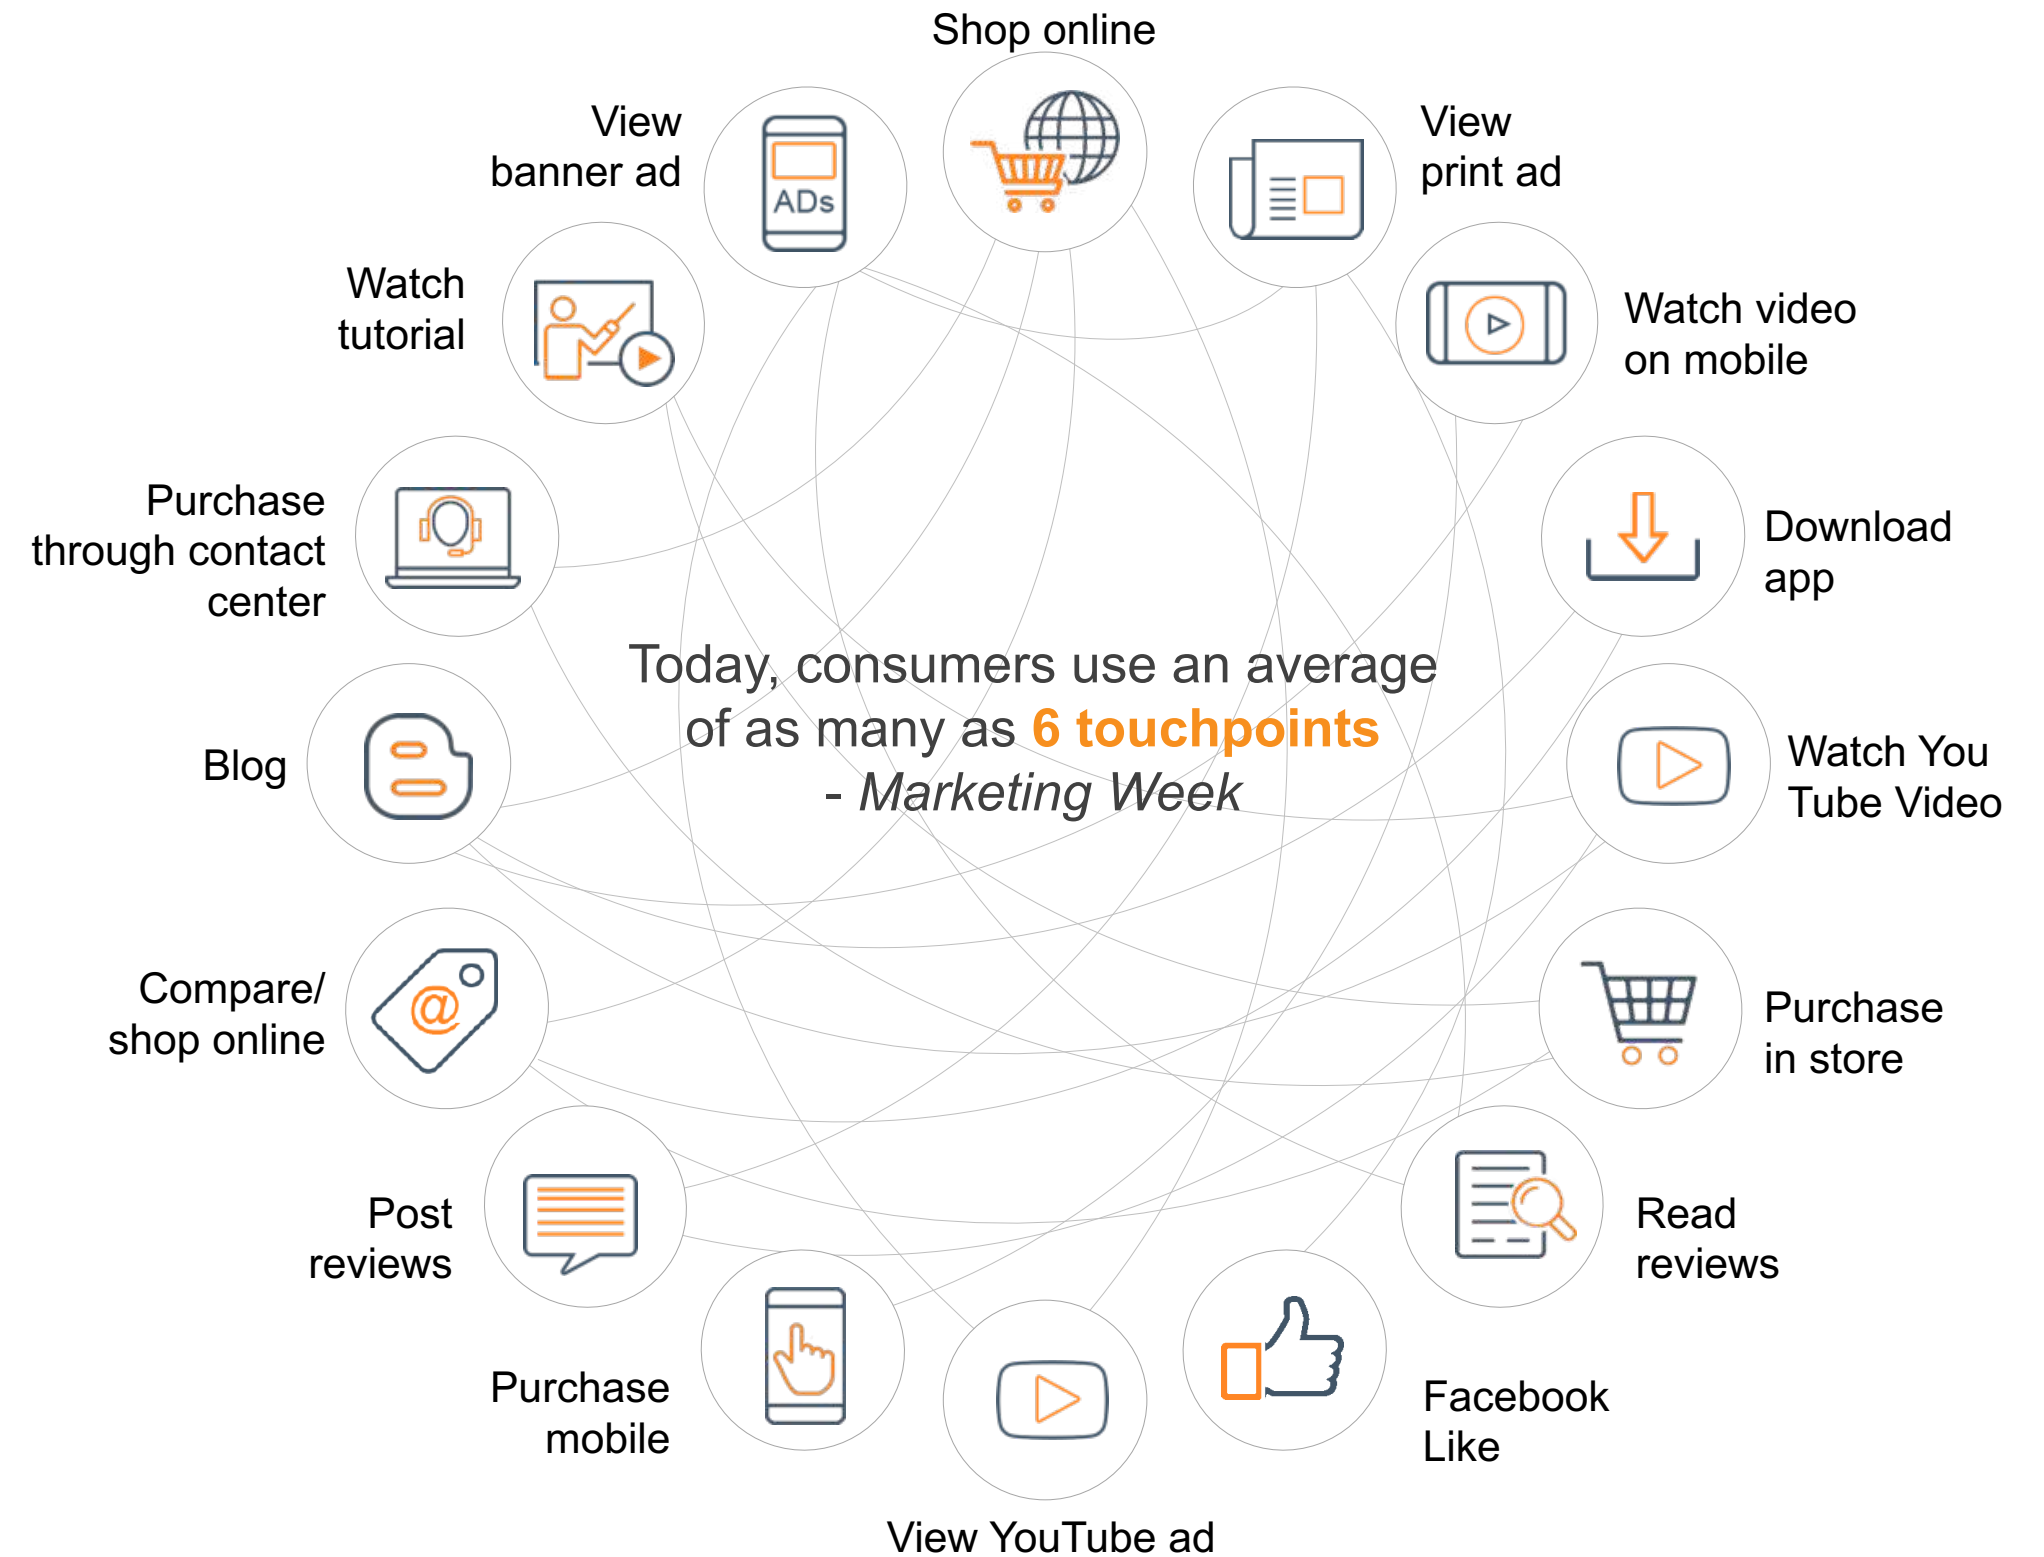 Shop online
View
banner ad
ADs
View
print ad
Watch
tutorial
Watch video
on mobile
Purchase
through contact
center
Download
app
Today, consumers use an average
of as many as 6 touchpoints
- Marketing Week
Blog
Watch You
Tube Video
Compare/
shop online
@
Purchase
in store
Post
reviews
Read
reviews
Purchase
mobile
Facebook
Like
View YouTube ad